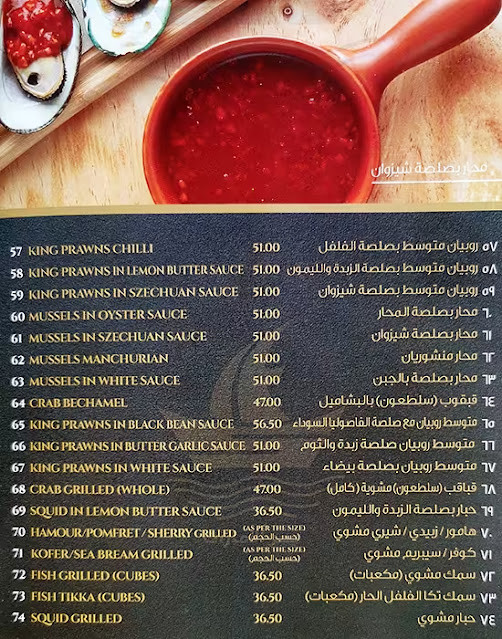 محار بصلصة شيزوان
57 KING PRAWNS CHILLI 51.00 روبيان متوسط بصلصة الفلفل ٥٧
58 KING PRAWNS IN LEMON BUTTER SAUCE 51.00 روبيان متوسط بصلصة الزبدة والليمون ٥٨
59 KING PRAWNS IN SZECHUAN SAUCE 51.00 روبيان متوسط بصلصة شيزوان ٥٩
60 MUSSELS IN OYSTER SAUCE 51.00 محار بصلصة المحار ٦٠
61 MUSSELS IN SZECHUAN SAUCE 51.00 محار بصلصة شيزوان ٦١
62 MUSSELS MANCHURIAN 51.00 محار منشوريان ٦٢
63 MUSSELS IN WHITE SAUCE 51.00 محار بصلصة بالجبن ٦٣
64 CRAB BECHAMEL 47.00 قبقوب (سلطعون) بالبشاميل ٦٤
65 KING PRAWNS IN BLACK BEAN SAUCE 56.50 متوسط روبيان مع صلصة الفاصوليا السوداء ٦٥
66 KING PRAWNS IN BUTTER GARLIC SAUCE 51.00 متوسط روبيان صلصة زبدة والثوم ٦٦
67 KING PRAWNS IN WHITE SAUCE 51.00 متوسط روبيان بصلصة بيضاء ٦٧
68 CRAB GRILLED (WHOLE) 47.00 قباقب (سلطعون) مشوية (كامل) ٦٨
69 SQUID IN LEMON BUTTER SAUCE 36.50 حبار بصلصة الزبدة والليمون ٦٩
70 HAMOUR/POMFRET / SHERRY GRILLED (AS PER THE SIZE) (حسب الحجم) هامور / زبيدي / شيري مشوي ٧٠
71 KOFER/SEA BREAM GRILLED (AS PER THE SIZE) (حسب الحجم) كوفر / سيبريم مشوي ٧١
72 FISH GRILLED (CUBES) 36.50 سمك مشوي (مكعبات) ٧٢
73 FISH TIKKA (CUBES) 36.50 سمك تكا الفلفل الحار (مكعبات) ٧٣
74 SQUID GRILLED 36.50 حبار مشوي ٧٤